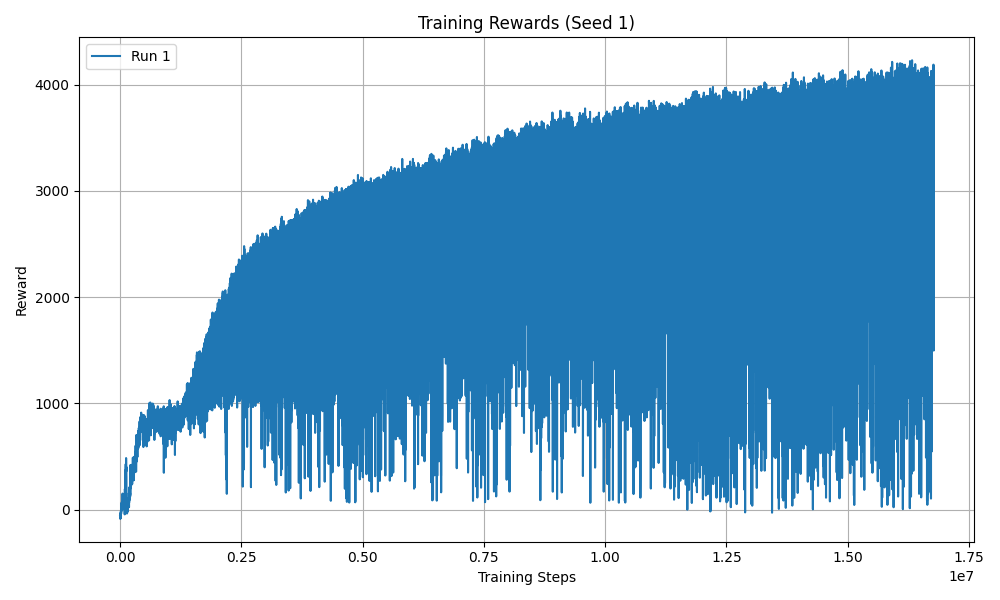 Training Rewards (Seed 1)
Run 1
Reward
4000
3000
2000
1000
0
0.00 0.25 0.50 0.75 1.00 1.25 1.50 1.75
1e7
Training Steps